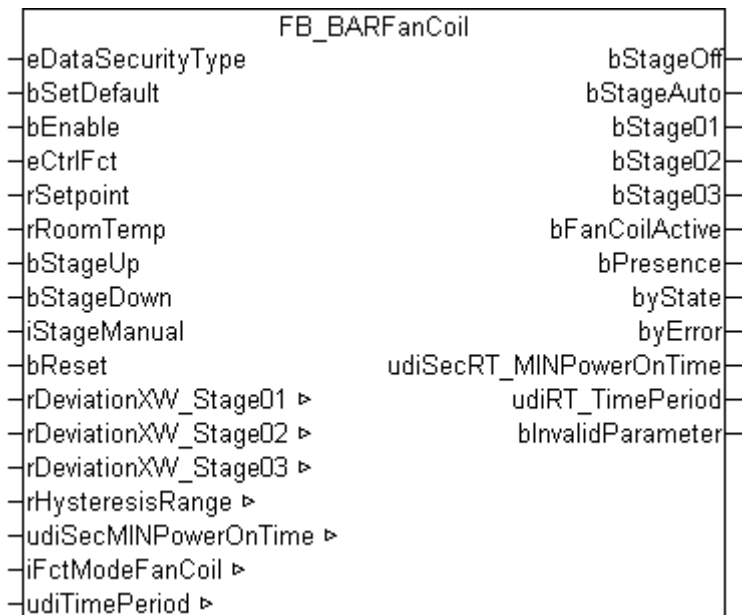 FB_BARFanCoil
eDataSecurityType bStageOff
bSetDefault bStageAuto
bEnable bStage01
eCtrlFct bStage02
rSetpoint bStage03
rRoomTemp bFanCoilActive
bStageUp bPresence
bStageDown byState
iStageManual byError
bReset udiSecRT_MINPowerOnTime
rDeviationXW_Stage01 ▹ udiRT_TimePeriod
rDeviationXW_Stage02 ▹ bInvalidParameter
rDeviationXW_Stage03 ▹
rHysteresisRange ▹
udiSecMINPowerOnTime ▹
iFctModeFanCoil ▹
udiTimePeriod ▹